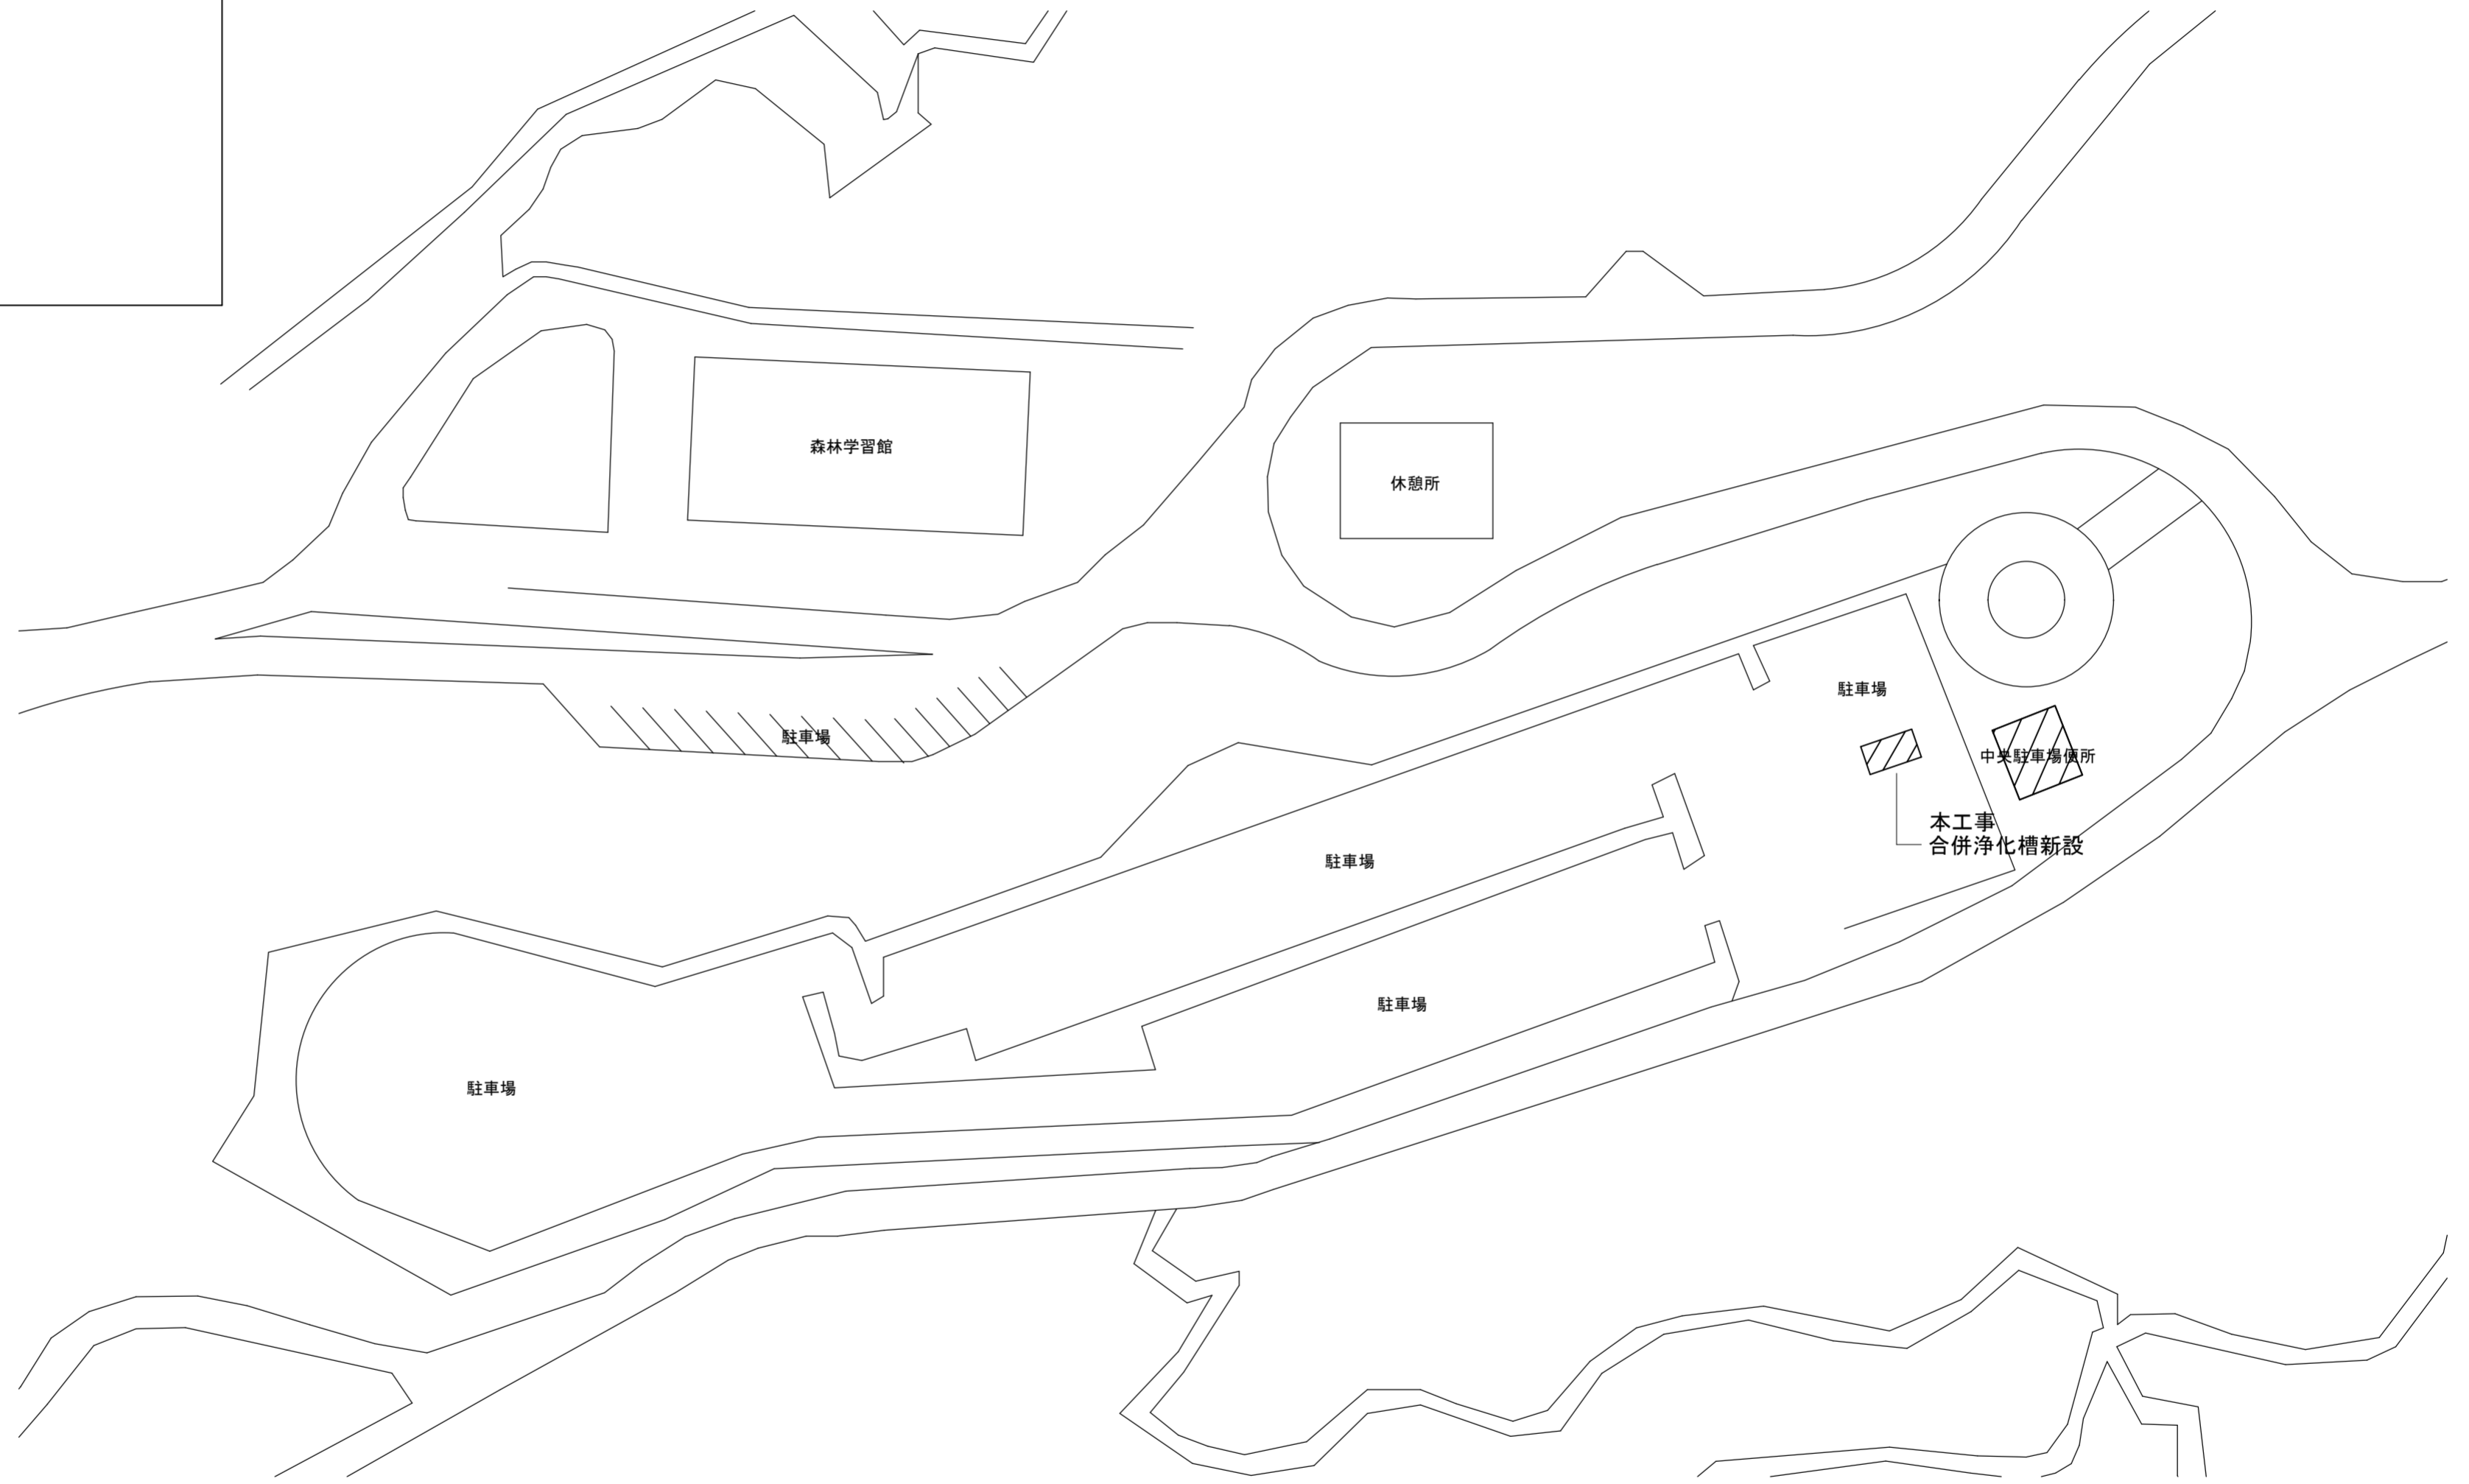 森林学習館
休憩所
駐車場
駐車場
中央駐車場便所
本工事
合併浄化槽新設
駐車場
駐車場
駐車場